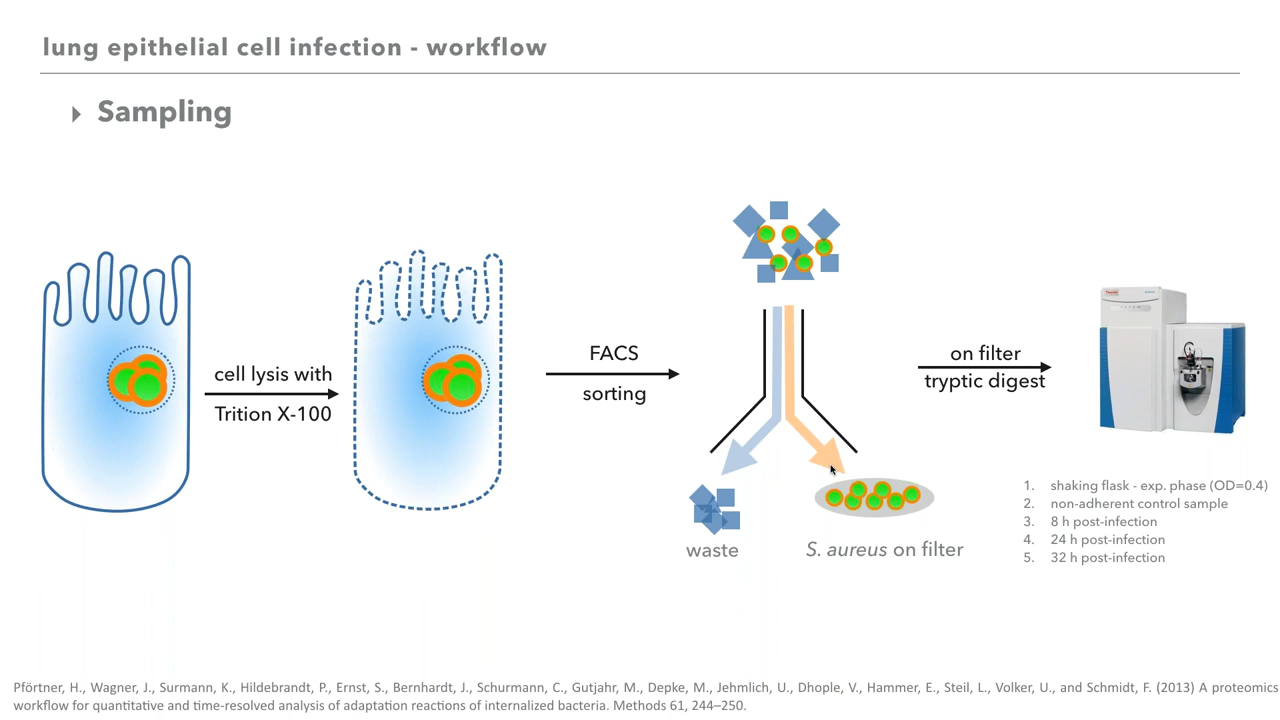 lung epithelial cell infection - workflow
Sampling
cell lysis with
Trition X-100
FACS
sorting
on filter
tryptic digest
waste
S. aureus on filter
1. shaking flask - exp. phase (OD=0.4)
2. non-adherent control sample
3. 8 h post-infection
4. 24 h post-infection
5. 32 h post-infection
Pförtner, H., Wagner, J., Surmann, K., Hildebrandt, P., Ernst, S., Bernhardt, J., Schurmann, C., Gutjahr, M., Depke, M., Jehmlich, U., Dhople, V., Hammer, E., Steil, L., Volker, U., and Schmidt, F. (2013) A proteomics
workflow for quantitative and time-resolved analysis of adaptation reactions of internalized bacteria. Methods 61, 244–250.